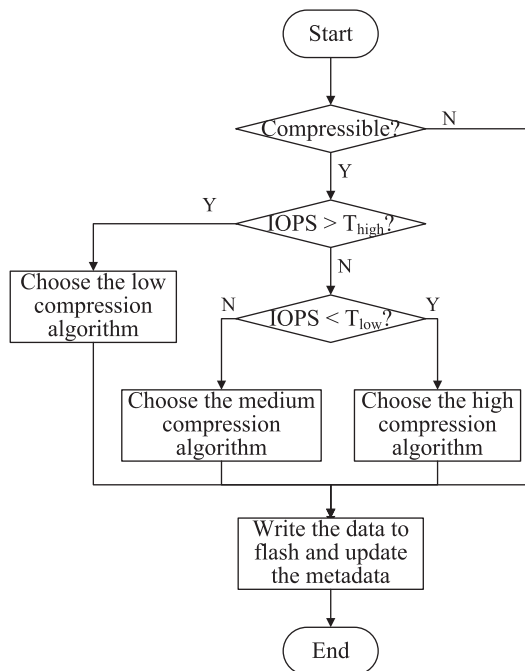 Start
Compressible?
N
Y
Y
IOPS > Thigh?
N
Choose the low
compression
algorithm
N
IOPS < Tlow?
Y
Choose the medium
compression
algorithm
Choose the high
compression
algorithm
Write the data to
flash and update
the metadata
End